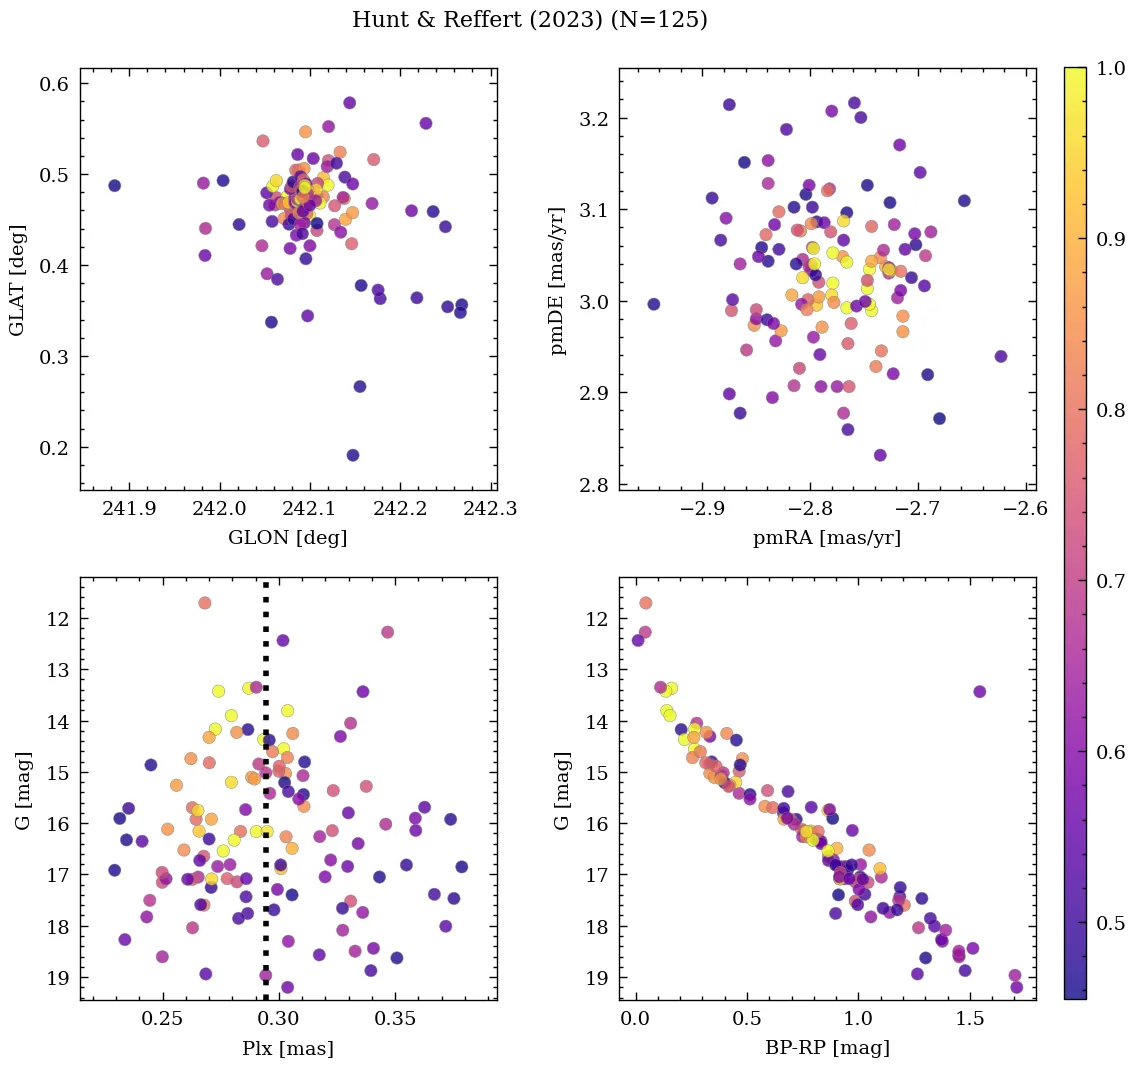 Hunt & Reffert (2023) (N=125)
0.6
0.5
0.4
0.3
0.2
GLAT [deg]
241.9 242.0 242.1 242.2 242.3
GLON [deg]
3.2
3.1
3.0
2.9
2.8
pmDE [mas/yr]
−2.9 −2.8 −2.7 −2.6
pmRA [mas/yr]
1.0
0.9
0.8
0.7
0.6
0.5
12
13
14
15
16
17
18
19
G [mag]
0.25 0.30 0.35
Plx [mas]
12
13
14
15
16
17
18
19
G [mag]
0.0 0.5 1.0 1.5
BP-RP [mag]